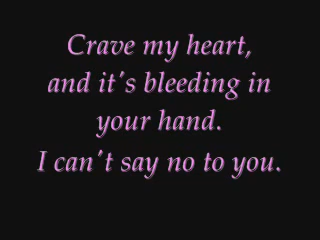 Crave my heart,
and it's bleeding in
your hand.
I can't say no to you.